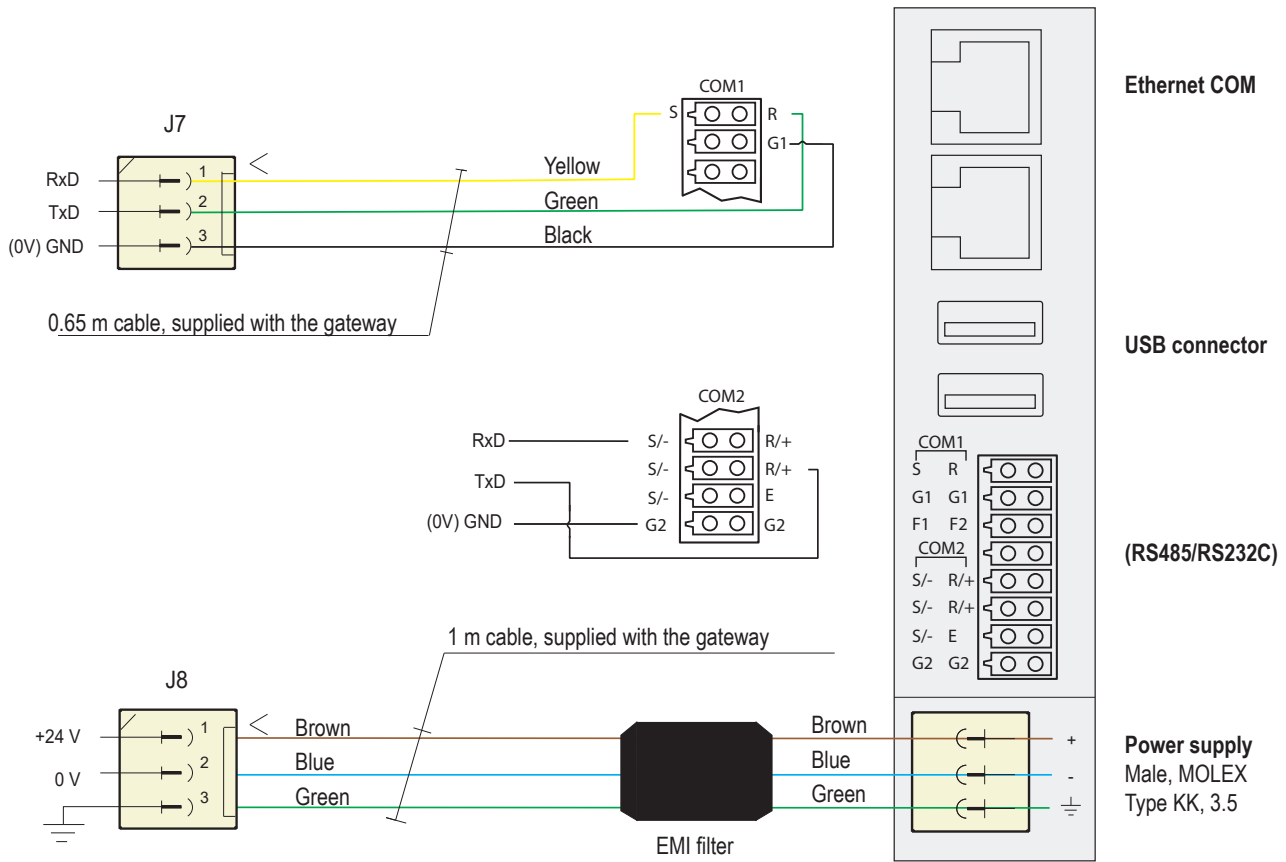 Ethernet COM
COM1
S
R
G1
J7
RxD
TxD
(0V) GND
1
2
3
Yellow
Green
Black
0.65 m cable, supplied with the gateway
USB connector
COM2
RxD
TxD
(0V) GND
S/- R/+
S/- R/+
S/- E
G2 G2
COM1
S R
G1 G1
F1 F2
COM2
S/- R/+
S/- R/+
S/- E
G2 G2
(RS485/RS232C)
1 m cable, supplied with the gateway
J8
+24 V
0 V
1
2
3
Brown
Blue
Green
EMI filter
Brown
Blue
Green
+
-
Power supply
Male, MOLEX
Type KK, 3.5